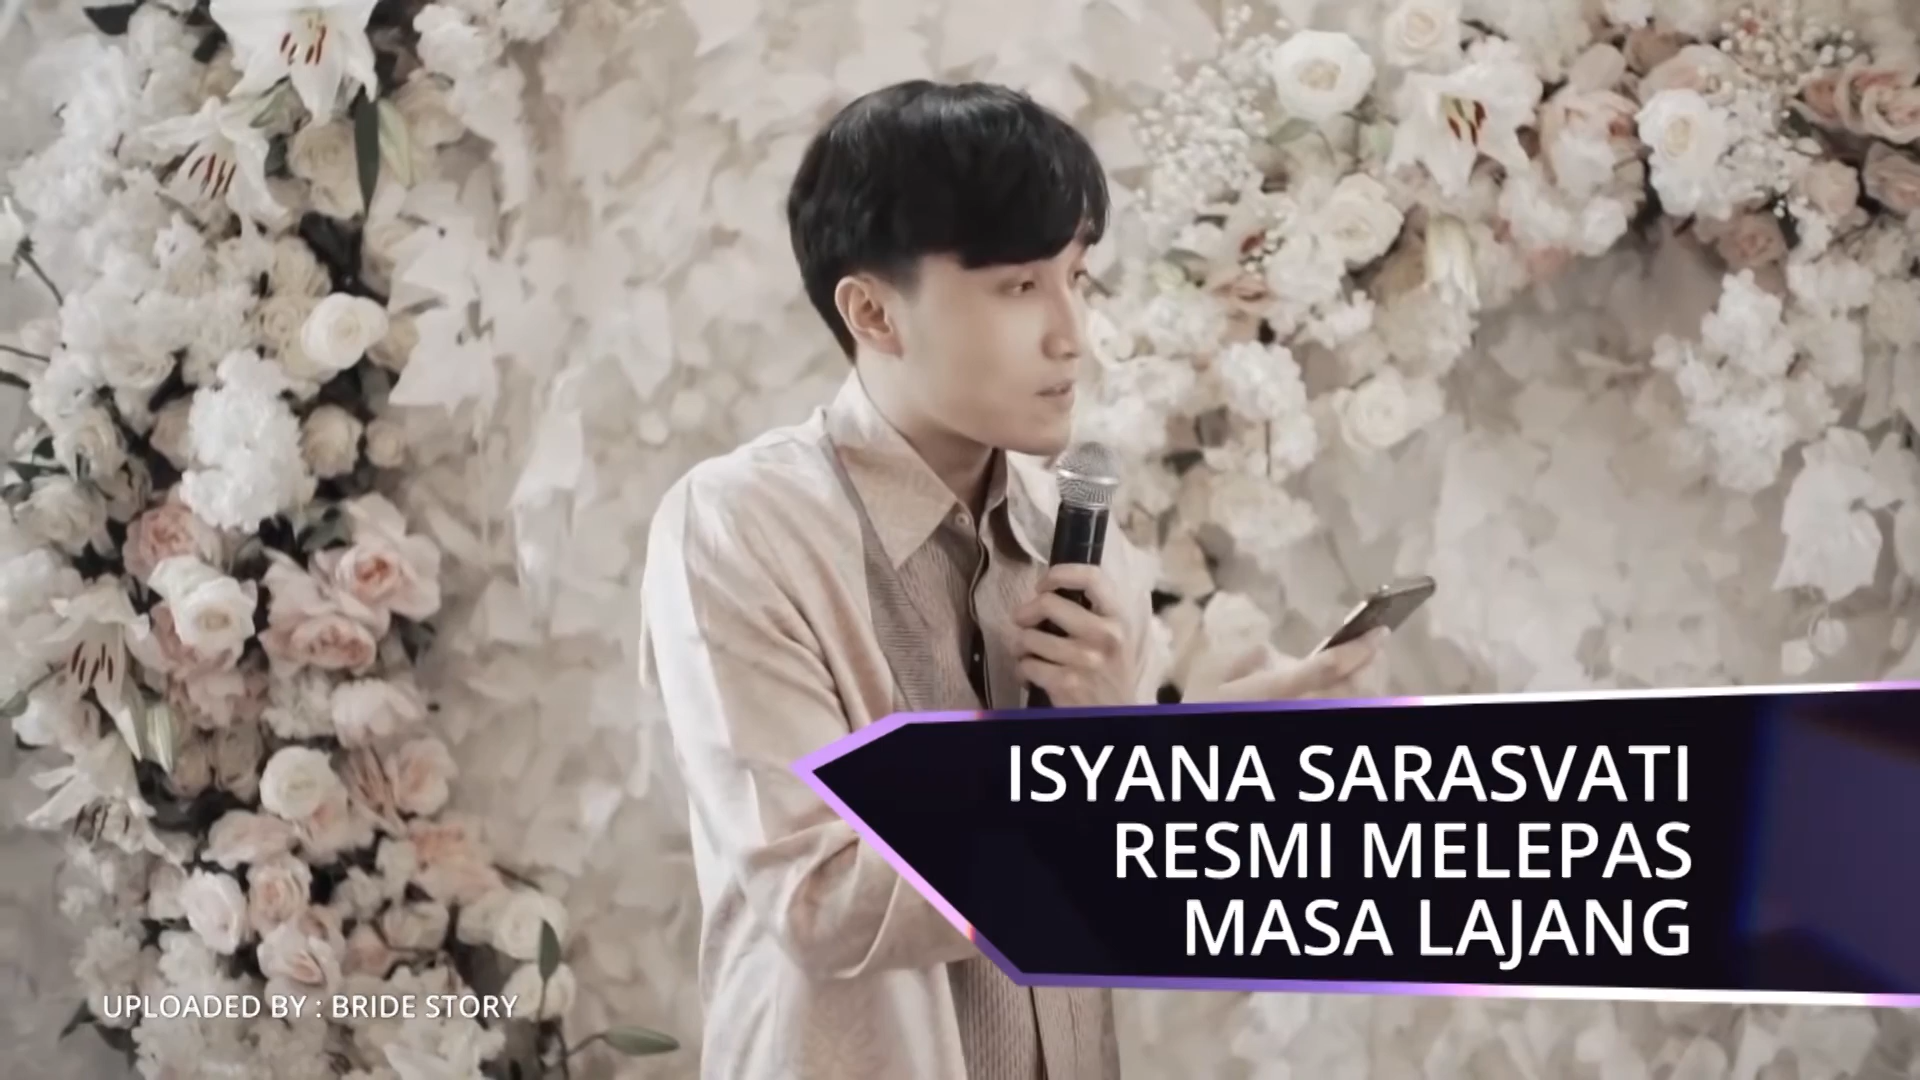 ISYANA SARASVATI
RESMI MELEPAS
MASA LAJANG
UPLOADED BY : BRIDE STORY